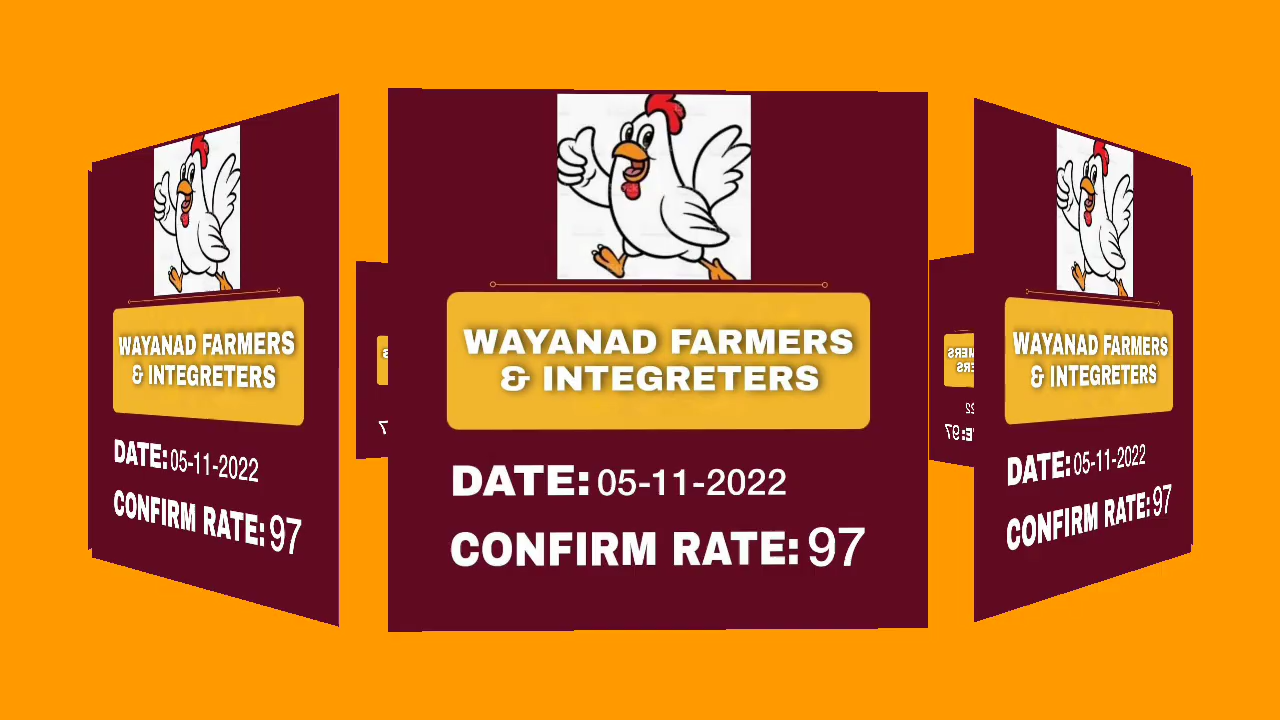 WAYANAD FARMERS
& INTEGRETERS
DATE: 05-11-2022
CONFIRM RATE: 97
WAYANAD FARMERS
& INTEGRETERS
DATE: 05-11-2022
CONFIRM RATE: 97
WAYANAD FARMERS
& INTEGRETERS
DATE: 05-11-2022
CONFIRM RATE: 97